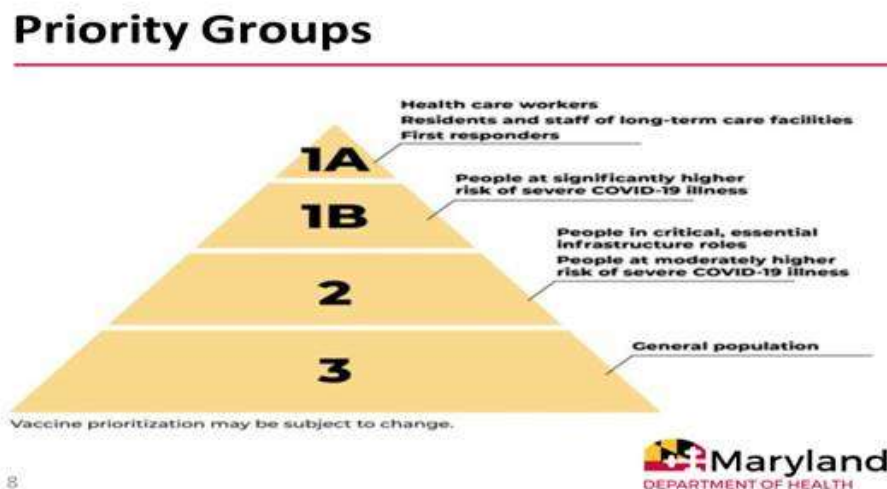 Priority Groups
Health care workers
Residents and staff of long-term care facilities
First responders
1A
People at significantly higher
risk of severe COVID-19 illness
1B
People in critical, essential
infrastructure roles
People at moderately higher
risk of severe COVID-19 illness
2
General population
3
Vaccine prioritization may be subject to change.
Maryland
DEPARTMENT OF HEALTH
8